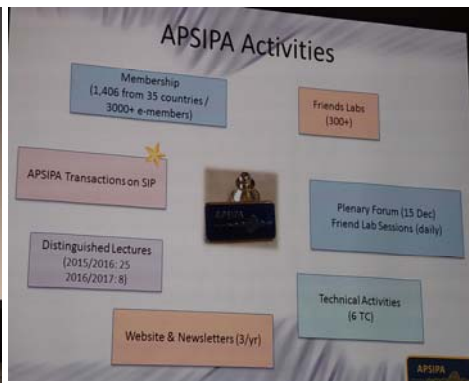 APSIPA Activities
Membership
(1,406 from 35 countries /
3000+ e-members)
Friends Labs
(300+)
APSIPA Transactions on SIP
APSIPA
Plenary Forum (15 Dec)
Friend Lab Sessions (daily)
Distinguished Lectures
(2015/2016: 25
2016/2017: 8)
Technical Activities
(6 TC)
Website & Newsletters (3/yr)
APSIPA